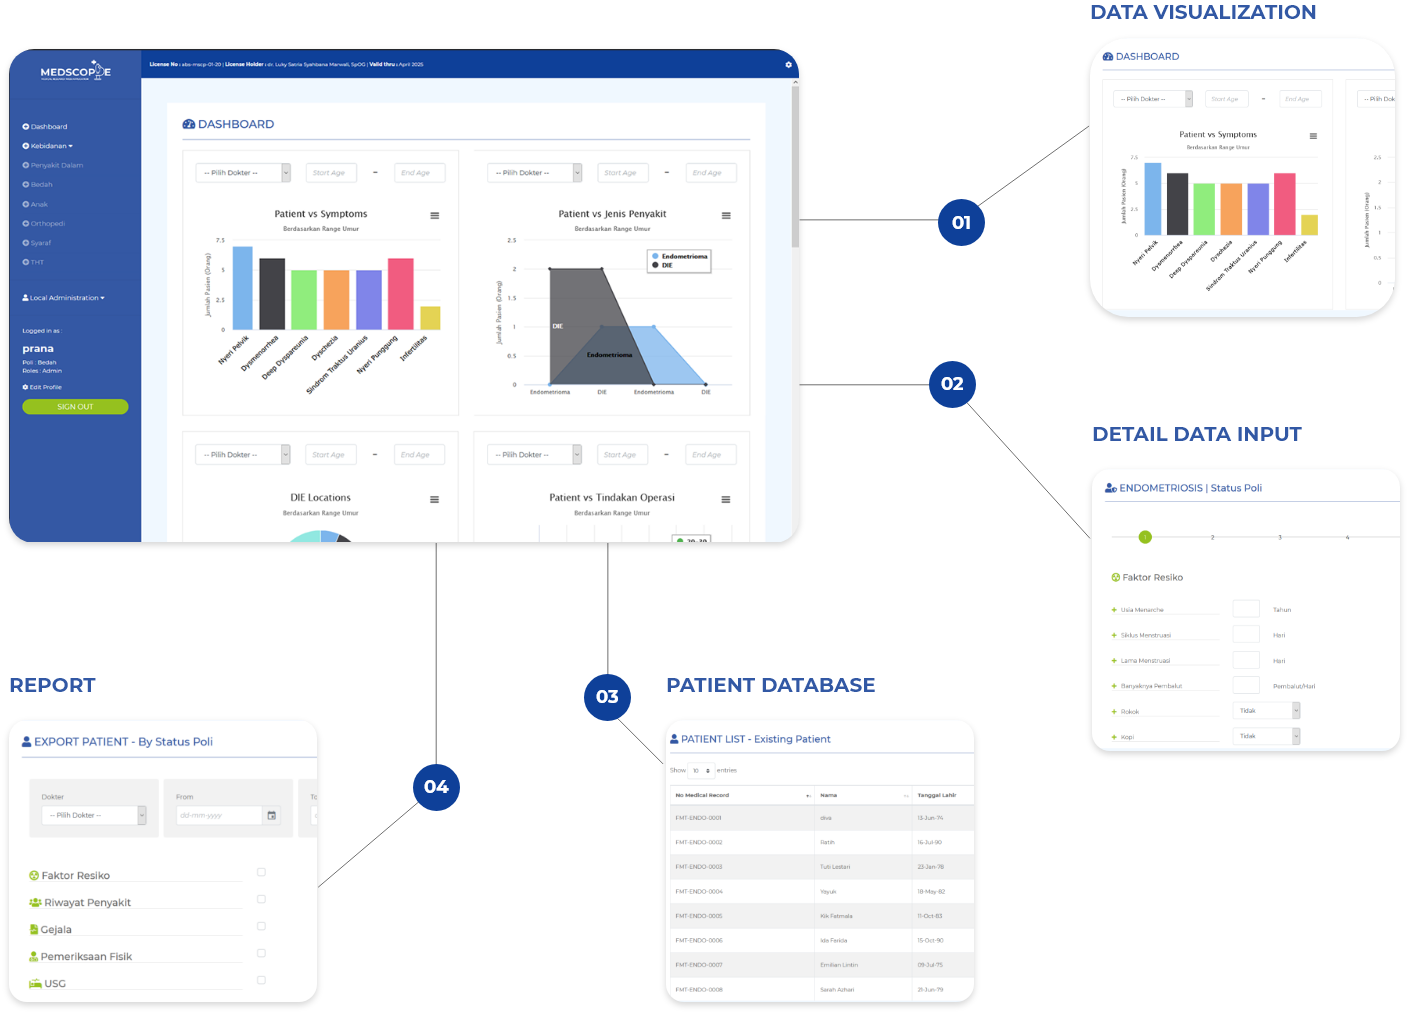 DATA VISUALIZATION
MEDSCOPE
License No : ebs-mscp-01-20 | License Holder : dr. Luky Satria Syahbana Marwali, SpOG | Valid thru : April 2025
Dashboard
Kebidanan
Penyakit Dalam
Bedah
Anak
Orthopedi
Syaraf
THT
Local Administration
Logged in as :
prana
Poli : Bedah
Roles : Admin
Edit Profile
SIGN OUT
DASHBOARD
-- Pilih Dokter --
Start Age
-
End Age
Patient vs Symptoms
Berdasarkan Range Umur
Jumlah Pasien (Orang)
7.5
5
2.5
0
Nyeri Pelvik
Dysmenorrhea
Deep Dyspareunia
Dyschezia
Sindrom Traktus Uranius
Nyeri Punggung
Infertilitas
-- Pilih Dokter --
Start Age
-
End Age
Patient vs Jenis Penyakit
Berdasarkan Range Umur
Jumlah Pasien (Orang)
2.5
2
1.5
1
0.5
0
Endometrioma
DIE
DIE
Endometrioma
Endometrioma
DIE
Endometrioma
DIE
-- Pilih Dokter --
Start Age
-
End Age
DIE Locations
Berdasarkan Range Umur
-- Pilih Dokter --
Start Age
-
End Age
Patient vs Tindakan Operasi
Berdasarkan Range Umur
20-30
01
DASHBOARD
-- Pilih Dokter --
Start Age
-
End Age
-- Pilih Dok
Patient vs Symptoms
Berdasarkan Range Umur
Jumlah Pasien (Orang)
7.5
5
2.5
0
Nyeri Pelvik
Dysmenorrhea
Deep Dyspareunia
Dyschezia
Sindrom Traktus Uranius
Nyeri Punggung
Infertilitas
Jumlah Pasien (Orang)
2.5
2
1.5
1
0.5
0
02
DETAIL DATA INPUT
ENDOMETRIOSIS | Status Poli
1
2
3
4
Faktor Resiko
Usia Menarche
Tahun
Siklus Menstruasi
Hari
Lama Menstruasi
Hari
Banyaknya Pembalut
Pembalut/Hari
Rokok
Tidak
Kopi
Tidak
03
PATIENT DATABASE
PATIENT LIST - Existing Patient
Show 10 entries
No Medical Record Nama Tanggal Lahir
FMT-ENDO-0001 diva 13-Jun-74
FMT-ENDO-0002 Ratih 16-Jul-90
FMT-ENDO-0003 Tuti Lestari 23-Jan-78
FMT-ENDO-0004 Yayuk 18-May-82
FMT-ENDO-0005 Kik Fatmala 11-Oct-83
FMT-ENDO-0006 Ida Farida 15-Oct-90
FMT-ENDO-0007 Emilian Lintin 09-Jul-75
FMT-ENDO-0008 Sarah Azhari 21-Jun-79
04
REPORT
EXPORT PATIENT - By Status Poli
Dokter
-- Pilih Dokter --
From
dd-mm-yyyy
To
Faktor Resiko
Riwayat Penyakit
Gejala
Pemeriksaan Fisik
USG